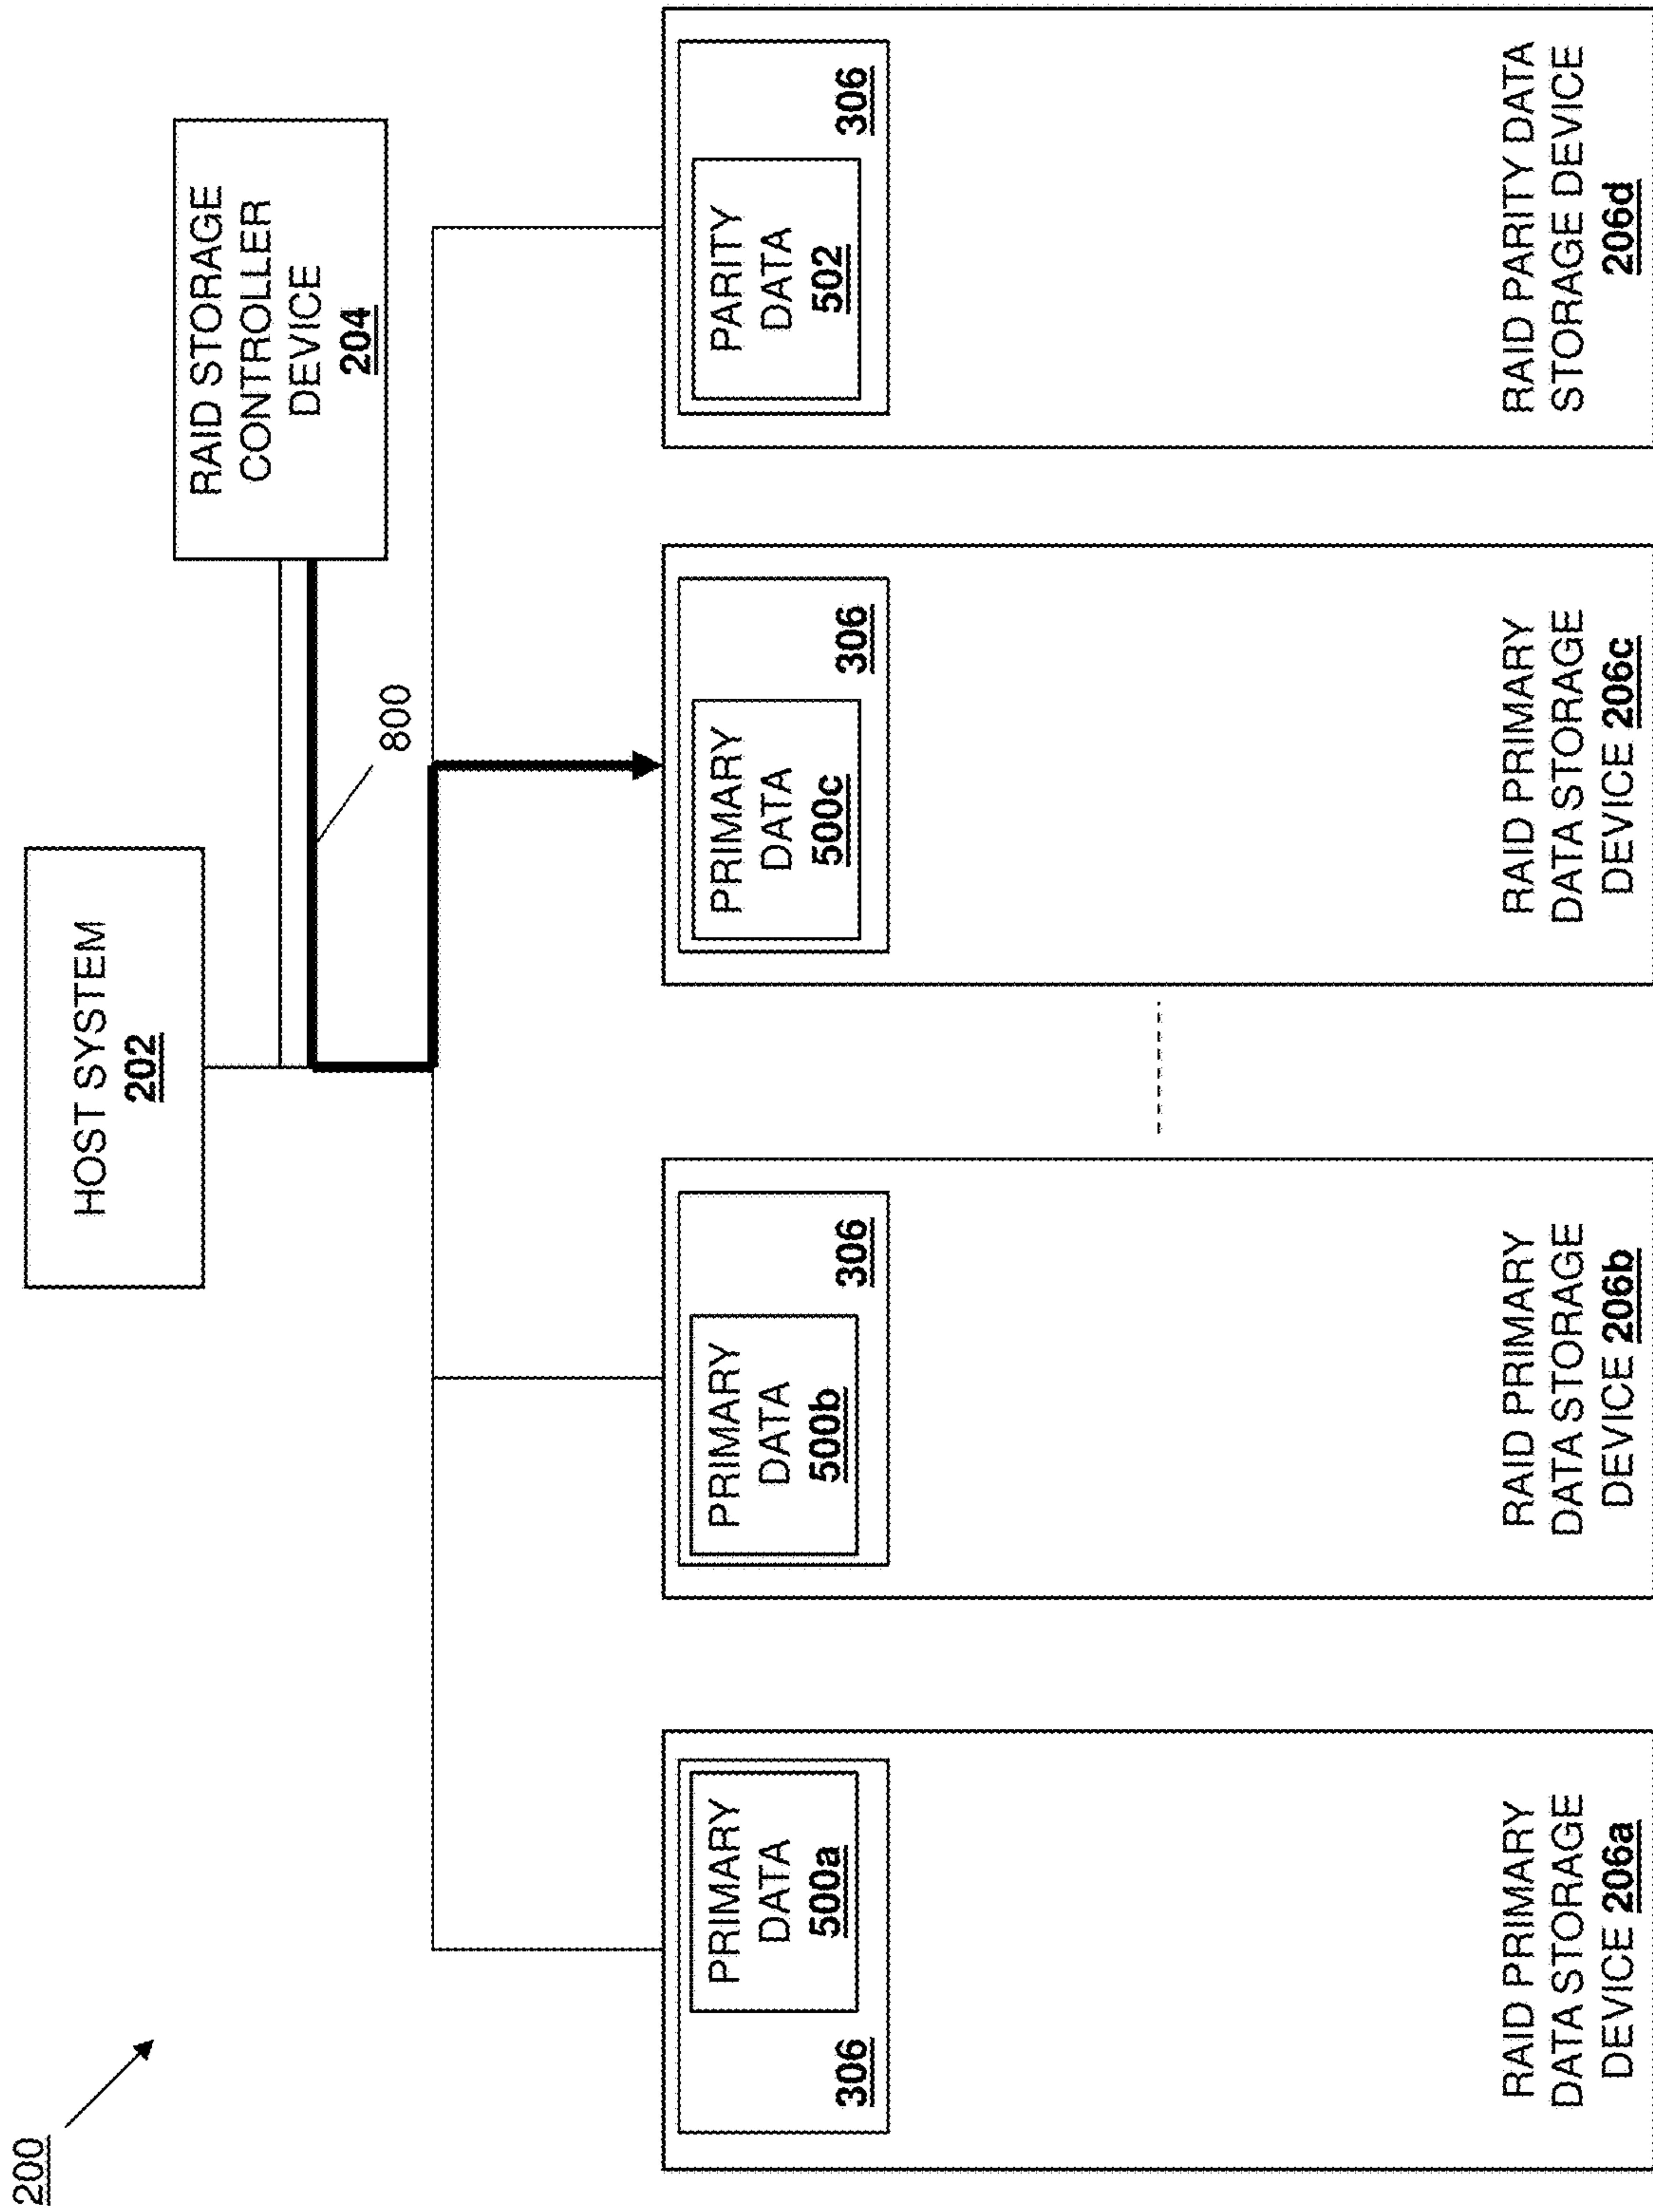 200
HOST SYSTEM
202
RAID STORAGE
CONTROLLER
DEVICE
204
800
306
PRIMARY
DATA
500a
RAID PRIMARY
DATA STORAGE
DEVICE 206a
PRIMARY
DATA
500b
306
RAID PRIMARY
DATA STORAGE
DEVICE 206b
PRIMARY
DATA
500c
306
RAID PRIMARY
DATA STORAGE
DEVICE 206c
PARITY
DATA
502
306
RAID PARITY DATA
STORAGE DEVICE
206d